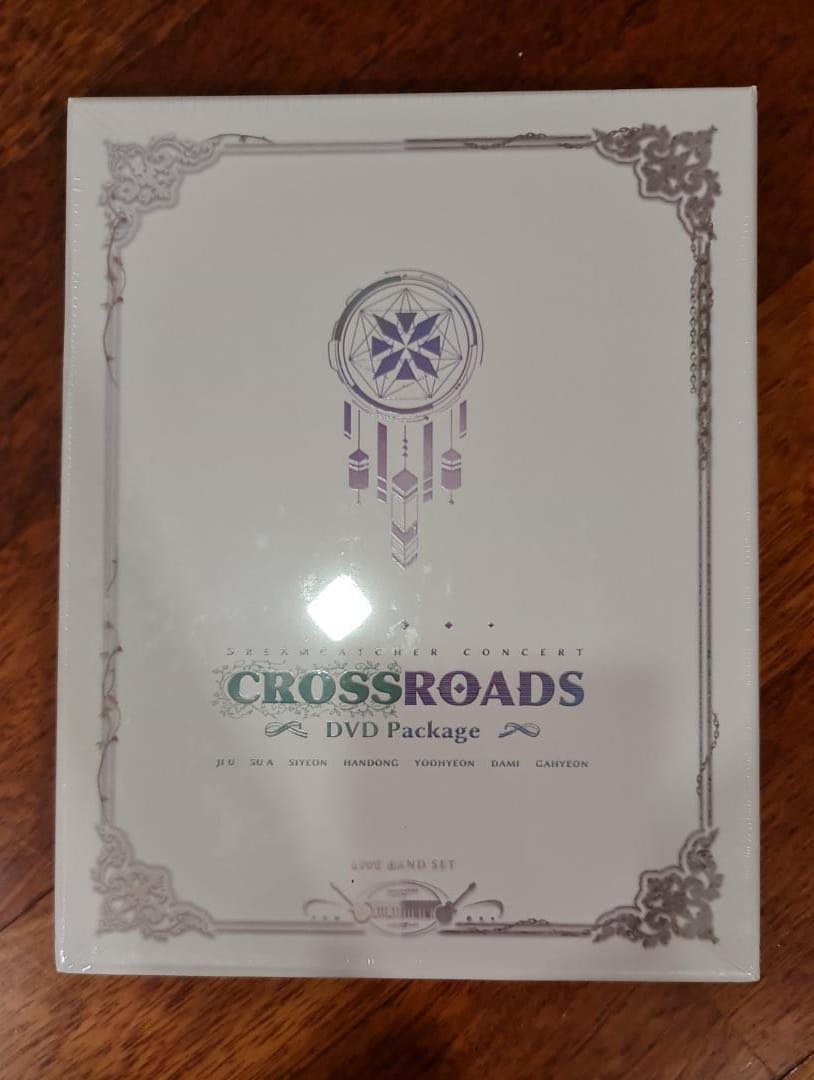 DREAMCATCHER CONCERT
CROSSROADS
DVD Package
JIU SUA SIYEON HANDONG YOOHYEON DAMI GAHYEON
LIVE BAND SET